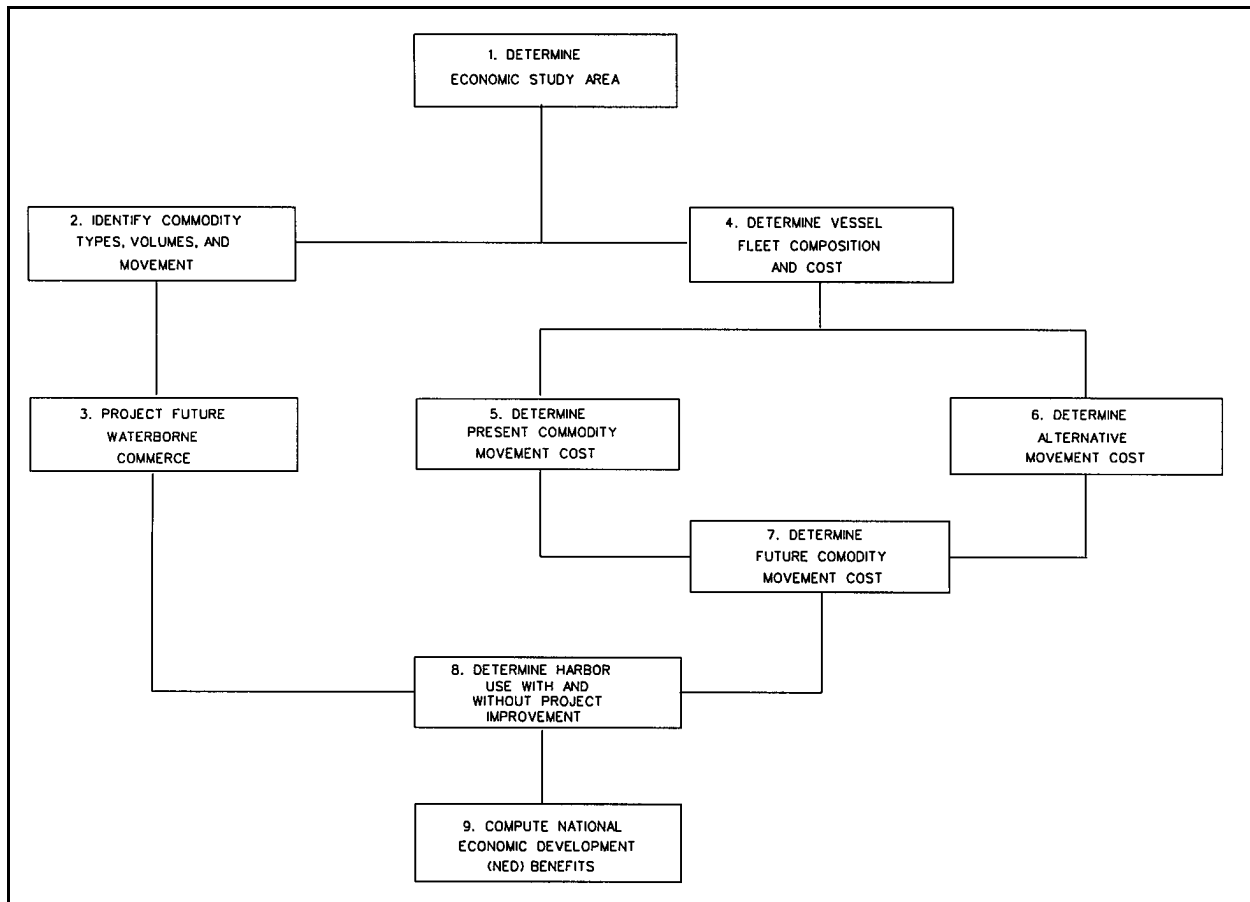 1. DETERMINE
ECONOMIC STUDY AREA
2. IDENTIFY COMMODITY
TYPES, VOLUMES, AND
MOVEMENT
4. DETERMINE VESSEL
FLEET COMPOSITION
AND COST
3. PROJECT FUTURE
WATERBORNE
COMMERCE
5. DETERMINE
PRESENT COMMODITY
MOVEMENT COST
6. DETERMINE
ALTERNATIVE
MOVEMENT COST
7. DETERMINE
FUTURE COMODITY
MOVEMENT COST
8. DETERMINE HARBOR
USE WITH AND
WITHOUT PROJECT
IMPROVEMENT
9. COMPUTE NATIONAL
ECONOMIC DEVELOPMENT
(NED) BENEFITS